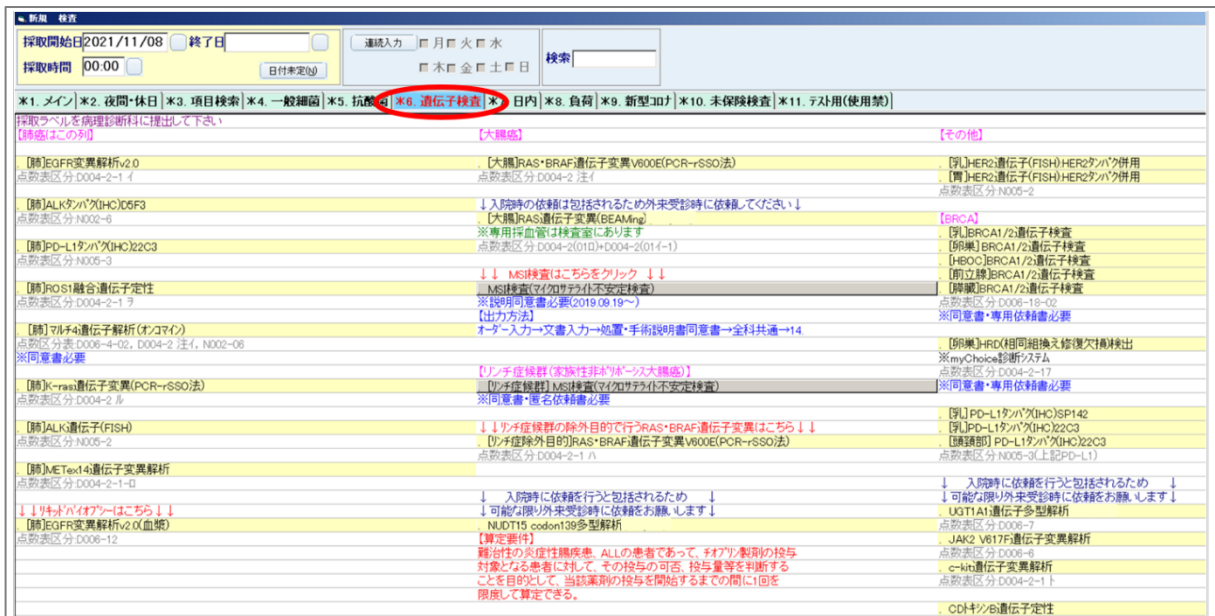 新規 検査
採取開始日 2021/11/08 終了日
採取時間 00:00 日付未定(N)
連続入力 月 火 水
木 金 土 日
検索
*1. メイン *2. 夜間・休日 *3. 項目検索 *4. 一般細菌 *5. 抗酸菌 *6. 遺伝子検査 *7 日内 *8. 負荷 *9. 新型コロナ *10. 未保険検査 *11. テスト用(使用禁)
採取ラベルを病理診断科に提出して下さい
【肺癌はこの列】
[肺]EGFR変異解析v2.0
点数表区分:D004-2-1 イ
[肺]ALKタンパク(IHC)D5F3
点数表区分:N002-6
[肺]PD-L1タンパク(IHC)22C3
点数表区分:N005-3
[肺]ROS1融合遺伝子定性
点数表区分:D004-2-1 ヲ
[肺]マルチ4遺伝子解析(オンコマイン)
点数区分表:D006-4-02, D004-2 注イ, N002-06
※同意書必要
[肺]K-ras遺伝子変異(PCR-rSSO法)
点数表区分:D004-2 ル
[肺]ALK遺伝子(FISH)
点数表区分:N005-2
[肺]METex14遺伝子変異解析
点数表区分:D004-2-1-ロ
↓↓リキッドバイオプシーはこちら↓↓
[肺]EGFR変異解析v2.0(血漿)
点数表区分:D006-12
【大腸癌】
[大腸]RAS・BRAF遺伝子変異V600E(PCR-rSSO法)
点数表区分:D004-2 注イ
↓入院時の依頼は包括されるため外来受診時に依頼してください↓
[大腸]RAS遺伝子変異(BEAMing)
※専用採血管は検査室にあります
点数表区分:D004-2(01ロ)+D004-2(01イ-1)
↓↓ MSI検査はこちらをクリック ↓↓
MSI検査(マイクロサテライト不安定検査)
※説明同意書必要(2019.09.19~)
【出力方法】
オーダー入力→文書入力→処置・手術説明書同意書→全科共通→14.
【リンチ症候群(家族性非ポリポーシス大腸癌)】
[リンチ症候群] MSI検査(マイクロサテライト不安定検査)
※同意書・匿名依頼書必要
↓↓リンチ症候群の除外目的で行うRAS・BRAF遺伝子変異はこちら↓↓
[リンチ症除外目的]RAS・BRAF遺伝子変異V600E(PCR-rSSO法)
点数表区分:D004-2-1 ハ
↓ 入院時に依頼を行うと包括されるため ↓
↓可能な限り外来受診時に依頼をお願いします↓
NUDT15 codon139多型解析
【算定要件】
難治性の炎症性腸疾患、ALLの患者であって、チオプリン製剤の投与
対象となる患者に対して、その投与の可否、投与量等を判断する
ことを目的として、当該薬剤の投与を開始するまでの間に1回を
限度して算定できる。
【その他】
[乳]HER2遺伝子(FISH):HER2タンパク併用
[胃]HER2遺伝子(FISH):HER2タンパク併用
点数表区分:N005-2
【BRCA】
[乳]BRCA1/2遺伝子検査
[卵巣]BRCA1/2遺伝子検査
[HBOC]BRCA1/2遺伝子検査
[前立腺]BRCA1/2遺伝子検査
[膵臓]BRCA1/2遺伝子検査
点数表区分:D006-18-02
※同意書・専用依頼書必要
[卵巣]HRD(相同組換え修復欠損)検出
※myChoice診断システム
点数表区分:D004-2-17
※同意書・専用依頼書必要
[乳]PD-L1タンパク(IHC)SP142
[乳]PD-L1タンパク(IHC)22C3
[頭頚部] PD-L1タンパク(IHC)22C3
点数表区分:N005-3(上記PD-L1)
↓ 入院時に依頼を行うと包括されるため ↓
↓可能な限り外来受診時に依頼をお願いします↓
UGT1A1遺伝子多型解析
点数表区分:D006-7
JAK2 V617F遺伝子変異解析
点数表区分:D006-6
c-kit遺伝子変異解析
点数表区分:D004-2-1 ト
CDトキシンB遺伝子定性